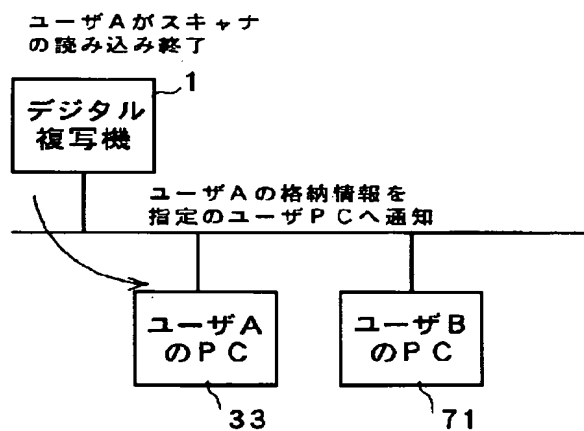 ユーザAがスキャナ
の読み込み終了
1
デジタル
複写機
ユーザAの格納情報を
指定のユーザPCへ通知
ユーザA
のPC
ユーザB
のPC
33
71